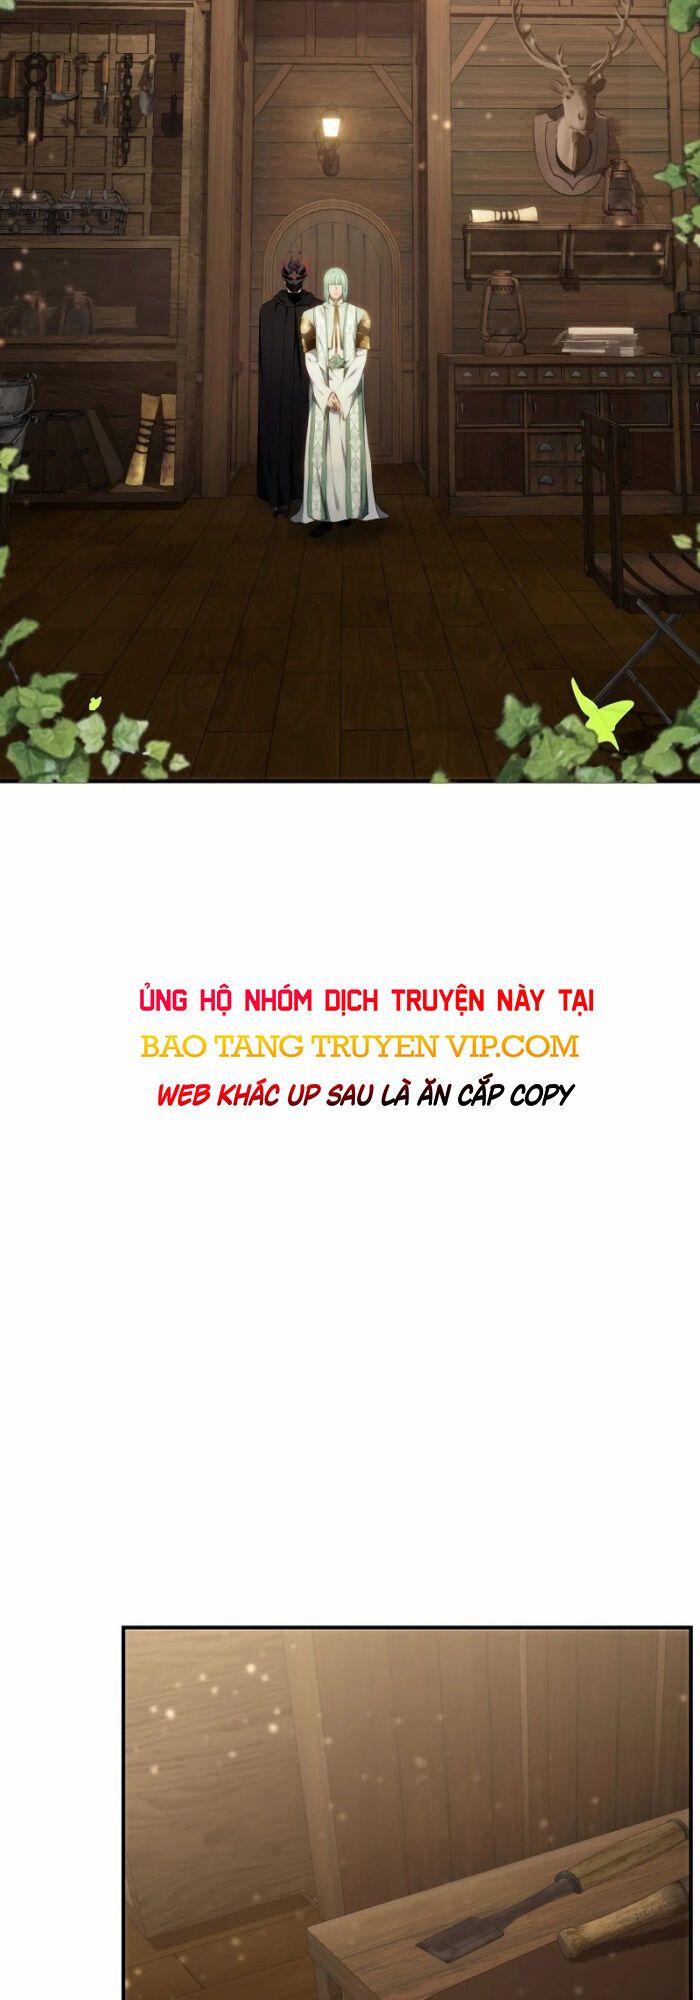 ỦNG HỘ NHÓM DỊCH TRUYỆN NÀY TẠI
BAO TANG TRUYEN VIP.COM
WEB KHÁC UP SAU LÀ ĂN CẮP COPY